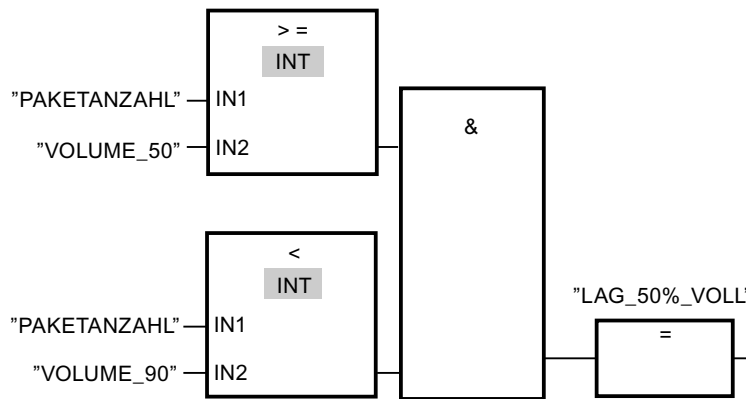 > =
INT
"PAKETANZAHL"
IN1
"VOLUME_50"
IN2
&
<
INT
"PAKETANZAHL"
IN1
"VOLUME_90"
IN2
"LAG_50%_VOLL"
=